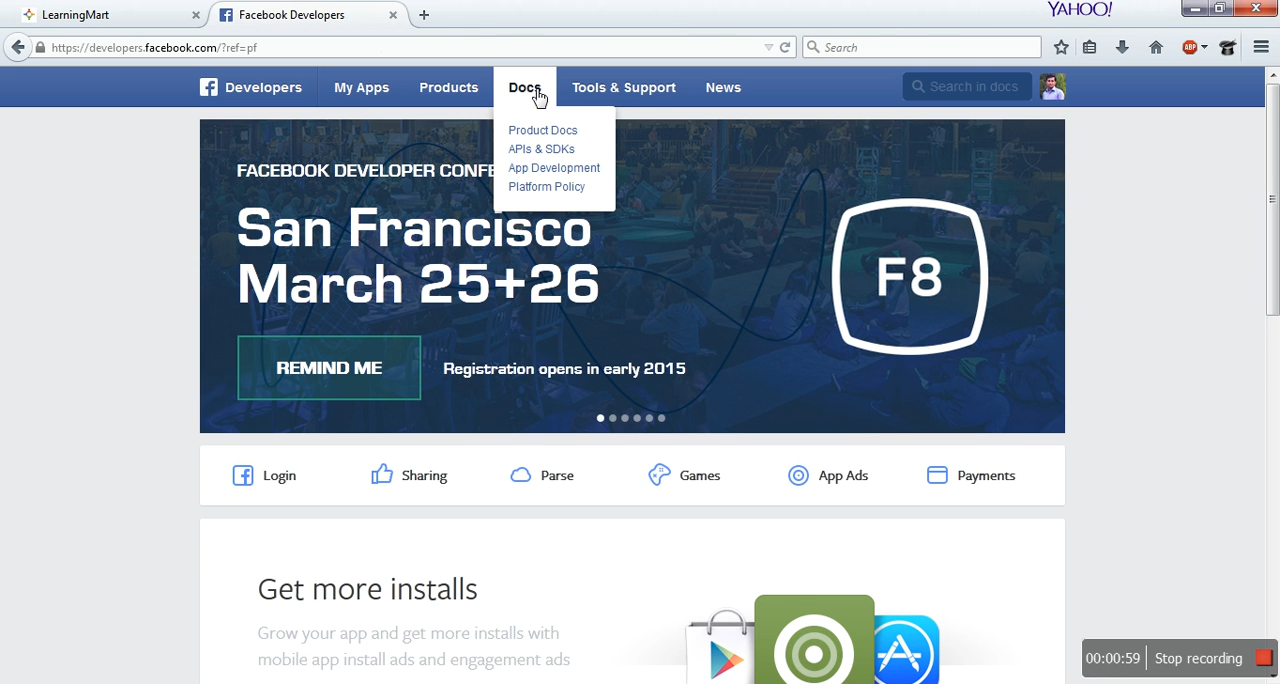 LearningMart
Facebook Developers
YAHOO!
https://developers.facebook.com/?ref=pf
Search
ABP
Developers
My Apps
Products
Docs
Tools & Support
News
Search in docs
Product Docs
APIs & SDKs
App Development
Platform Policy
FACEBOOK DEVELOPER
San Francisco
March 25+26
F8
REMIND ME
Registration opens in early 2015
Login
Sharing
Parse
Games
App Ads
Payments
Get more installs
Grow your app and get more installs with
mobile app install ads and engagement ads
00:00:59
Stop recording